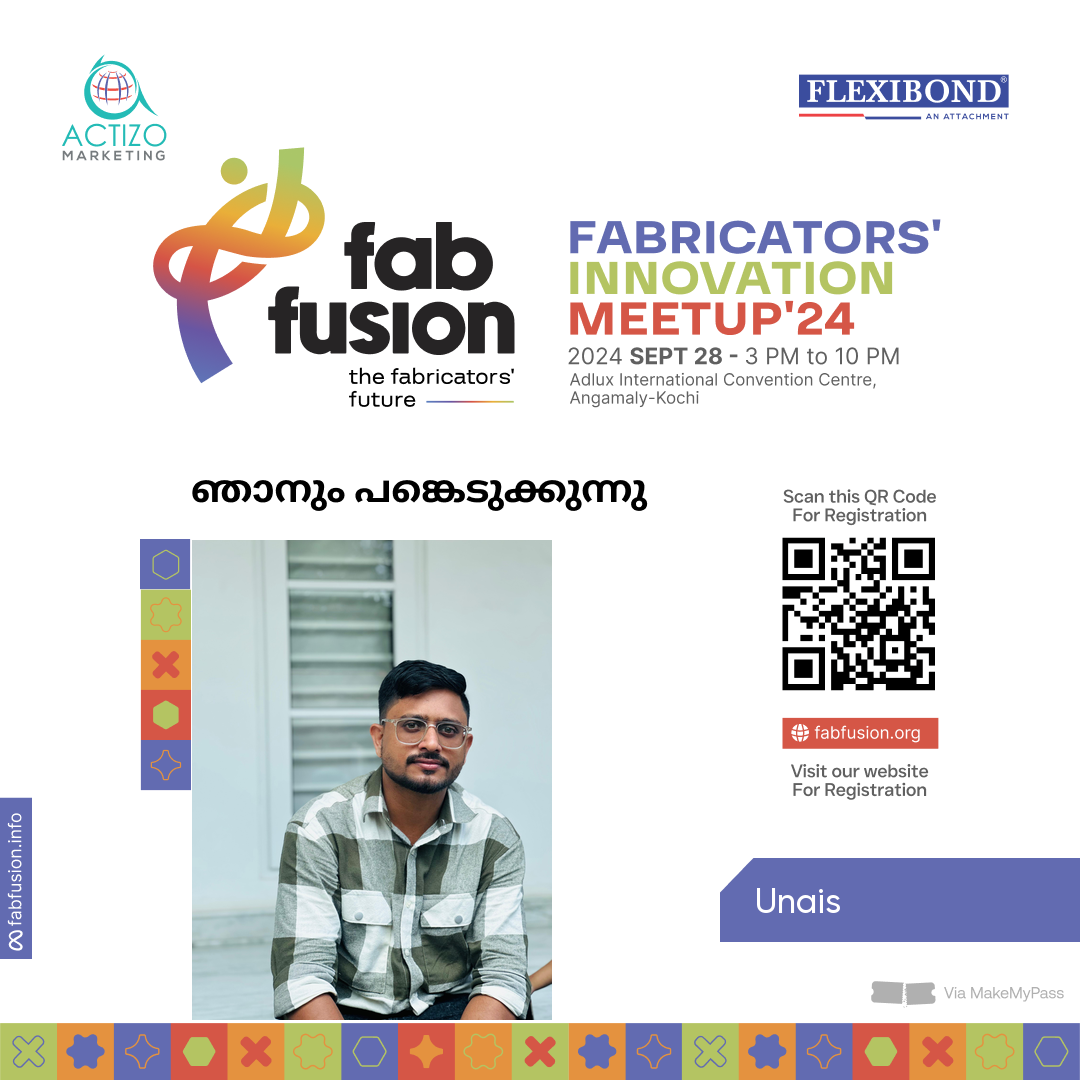 ACTIZO
MARKETING
FLEXIBOND®
AN ATTACHMENT
fab
fusion
the fabricators'
future
FABRICATORS'
INNOVATION
MEETUP'24
2024 SEPT 28 - 3 PM to 10 PM
Adlux International Convention Centre,
Angamaly-Kochi
ഞാനും പങ്കെടുക്കുന്നു
Scan this QR Code
For Registration
fabfusion.org
Visit our website
For Registration
fabfusion.info
Unais
Via MakeMyPass